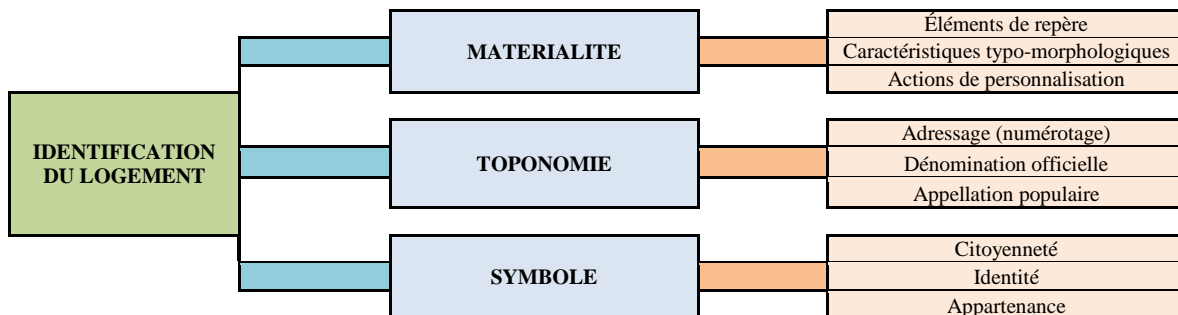 IDENTIFICATION
DU LOGEMENT
MATERIALITE
Éléments de repère
Caractéristiques typo-morphologiques
Actions de personnalisation
TOPONOMIE
Adressage (numérotage)
Dénomination officielle
Appellation populaire
SYMBOLE
Citoyenneté
Identité
Appartenance